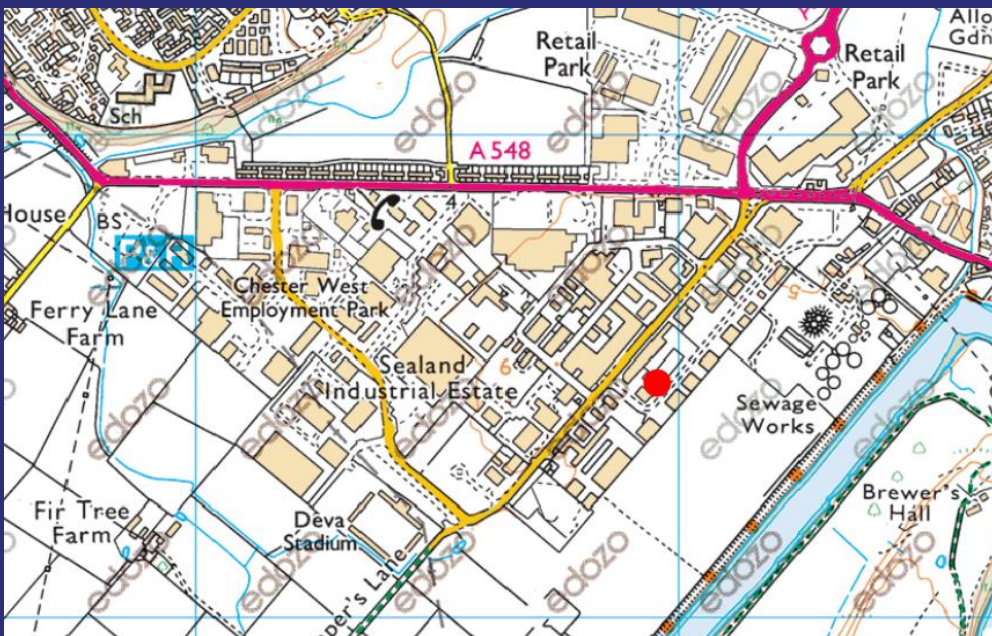 Allo
Gdn
Retail
Park
Retail
Park
Sch
A 548
4
House
BS
P&R
5
Chester West
Employment Park
Ferry Lane
Farm
Sealand
Industrial Estate
6
Sewage
Works
Brewer's
Hall
Fir Tree
Farm
Deva
Stadium
per's Lane
edozo